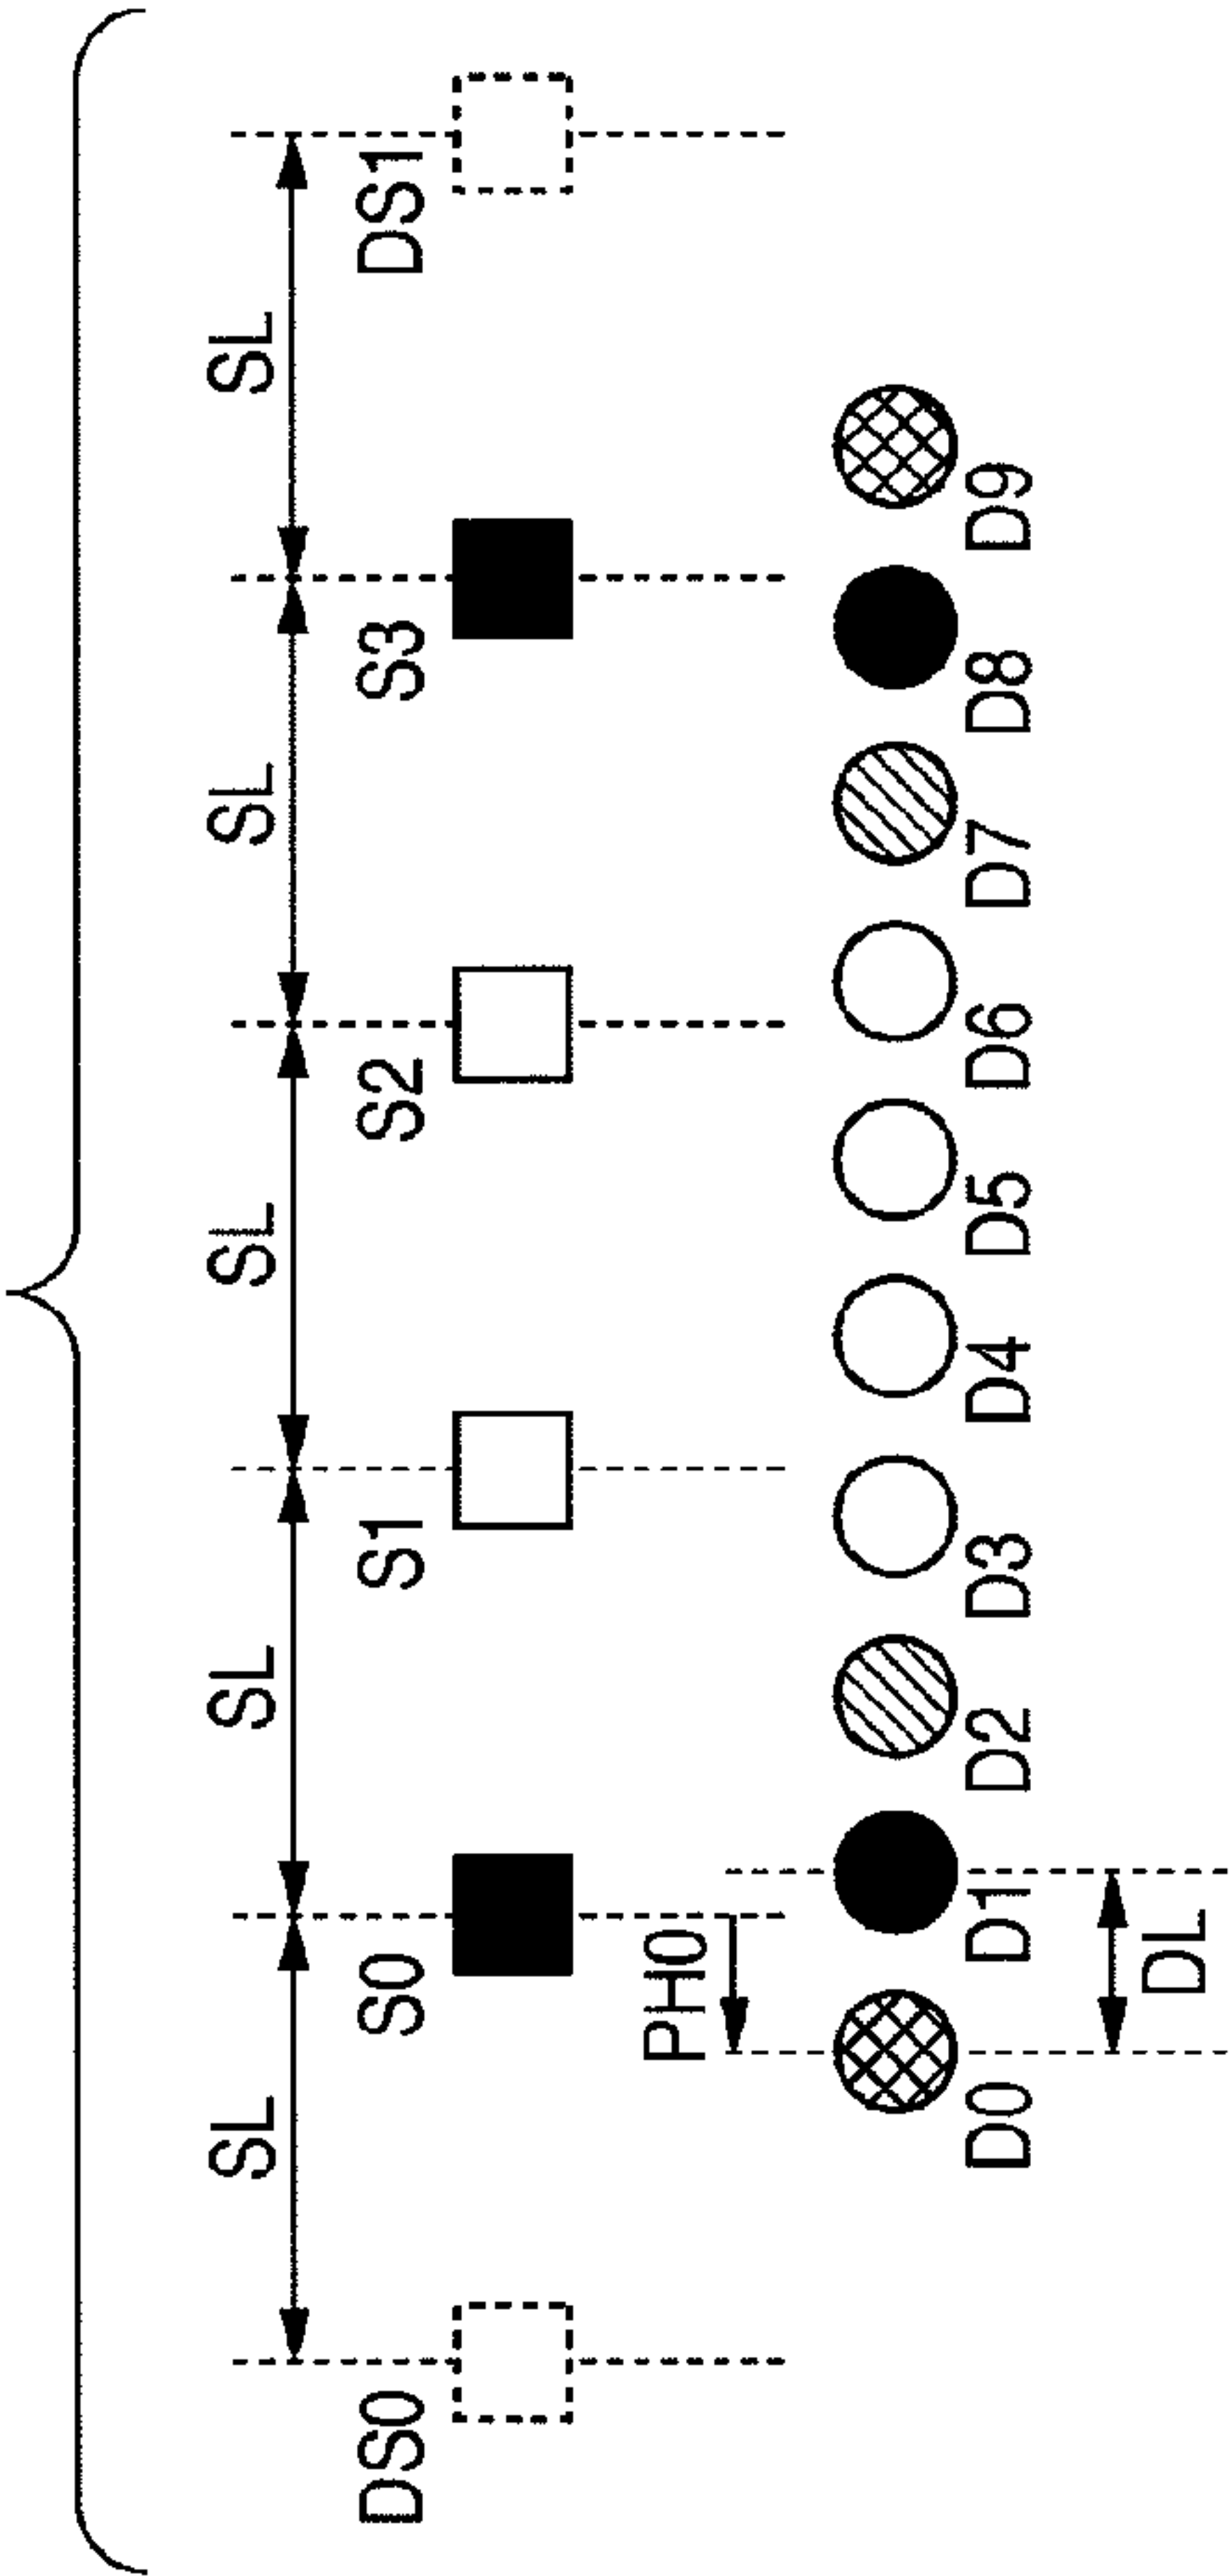 SL SL SL SL SL
DS0 S0 S1 S2 S3 DS1
PH0
D0 D1 D2 D3 D4 D5 D6 D7 D8 D9
DL